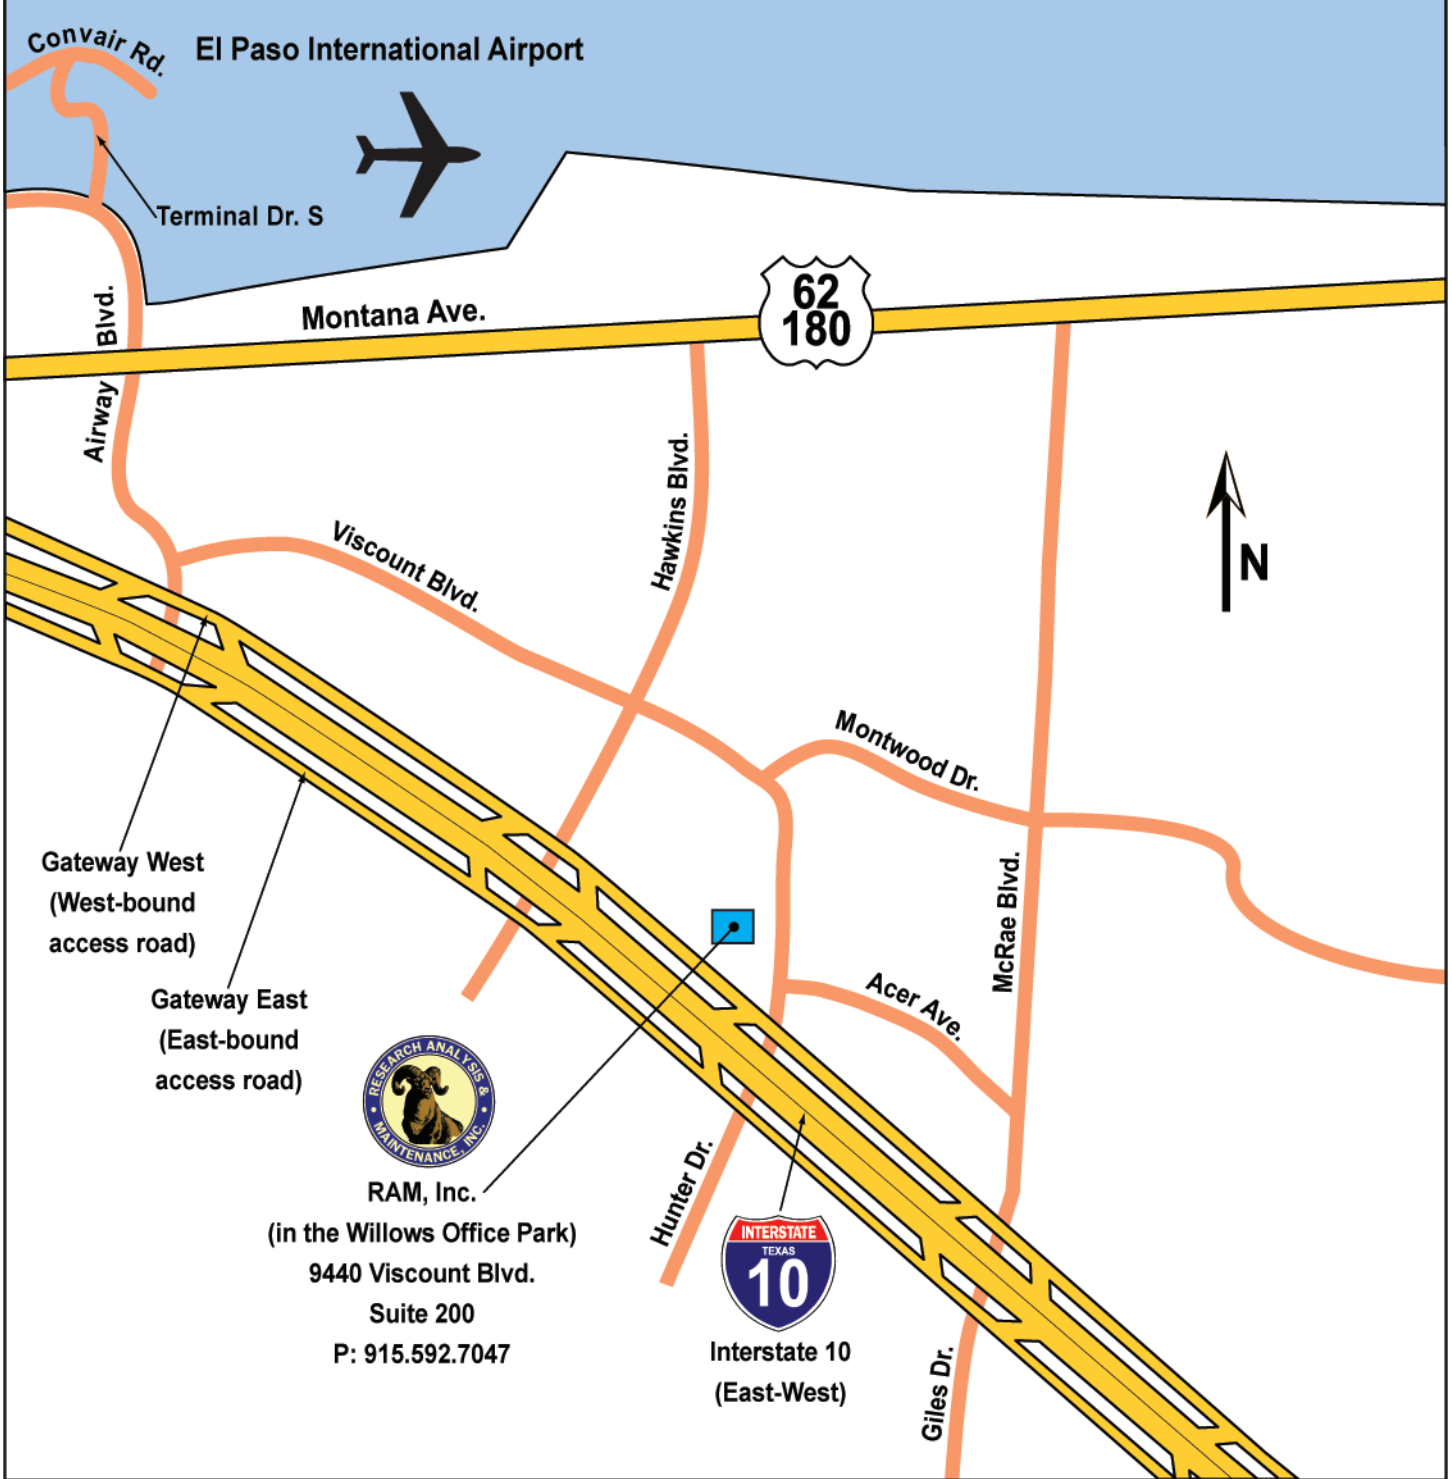 Convair Rd.
El Paso International Airport
Terminal Dr. S
Airway Blvd.
Montana Ave.
62
180
Hawkins Blvd.
Viscount Blvd.
N
Montwood Dr.
McRae Blvd.
Acer Ave.
Gateway West
(West-bound
access road)
Gateway East
(East-bound
access road)
RESEARCH ANALYSIS &
MAINTENANCE, INC.
RAM, Inc.
(in the Willows Office Park)
9440 Viscount Blvd.
Suite 200
P: 915.592.7047
Hunter Dr.
INTERSTATE
TEXAS
10
Interstate 10
(East-West)
Giles Dr.